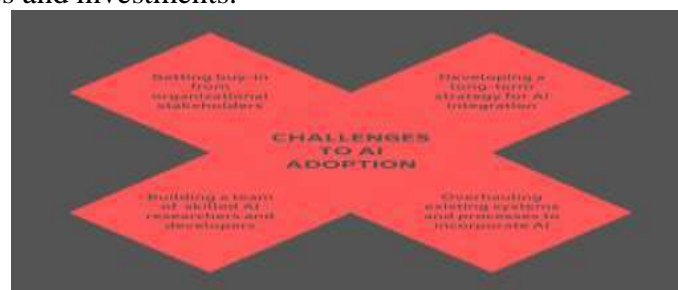 s and investments.
Getting buy-in
from
organizational
stakeholders
Developing a
long-term
strategy for AI
integration
CHALLENGES
TO AI
ADOPTION
Building a team
of skilled AI
researchers and
developers
Overhauling
existing systems
and processes to
incorporate AI